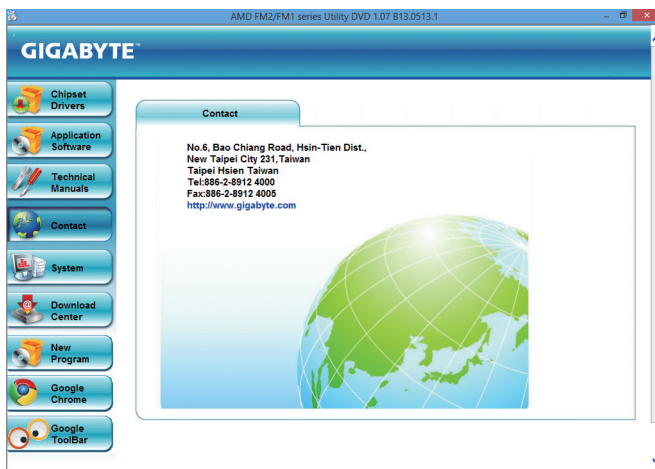 AMD FM2/FM1 series Utility DVD 1.07 B13.0513.1
GIGABYTE™
Chipset
Drivers
Application
Software
Technical
Manuals
Contact
System
Download
Center
New
Program
Google
Chrome
Google
ToolBar
Contact
No.6, Bao Chiang Road, Hsin-Tien Dist.,
New Taipei City 231,Taiwan
Taipei Hsien Taiwan
Tel:886-2-8912 4000
Fax:886-2-8912 4005
http://www.gigabyte.com